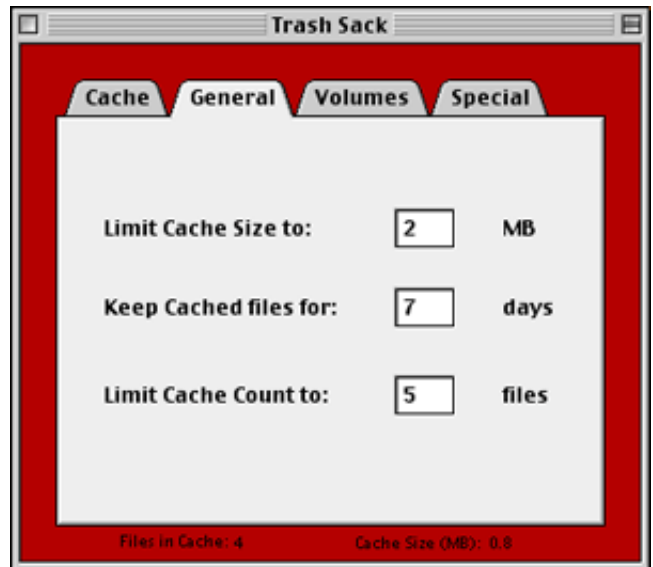 Trash Sack
Cache General Volumes Special
Limit Cache Size to: 2 MB
Keep Cached files for: 7 days
Limit Cache Count to: 5 files
Files in Cache: 4 Cache Size (MB): 0.8